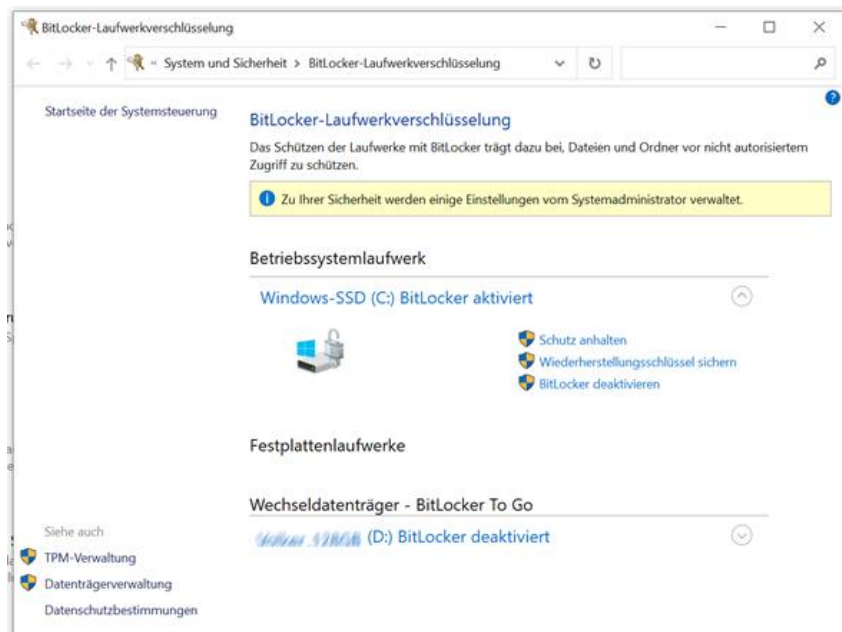 BitLocker-Laufwerkverschlüsselung
« System und Sicherheit > BitLocker-Laufwerkverschlüsselung
Startseite der Systemsteuerung
BitLocker-Laufwerkverschlüsselung
Das Schützen der Laufwerke mit BitLocker trägt dazu bei, Dateien und Ordner vor nicht autorisiertem
Zugriff zu schützen.
Zu Ihrer Sicherheit werden einige Einstellungen vom Systemadministrator verwaltet.
Betriebssystemlaufwerk
Windows-SSD (C:) BitLocker aktiviert
Schutz anhalten
Wiederherstellungsschlüssel sichern
BitLocker deaktivieren
Festplattenlaufwerke
Wechseldatenträger - BitLocker To Go
(D:) BitLocker deaktiviert
Siehe auch
TPM-Verwaltung
Datenträgerverwaltung
Datenschutzbestimmungen